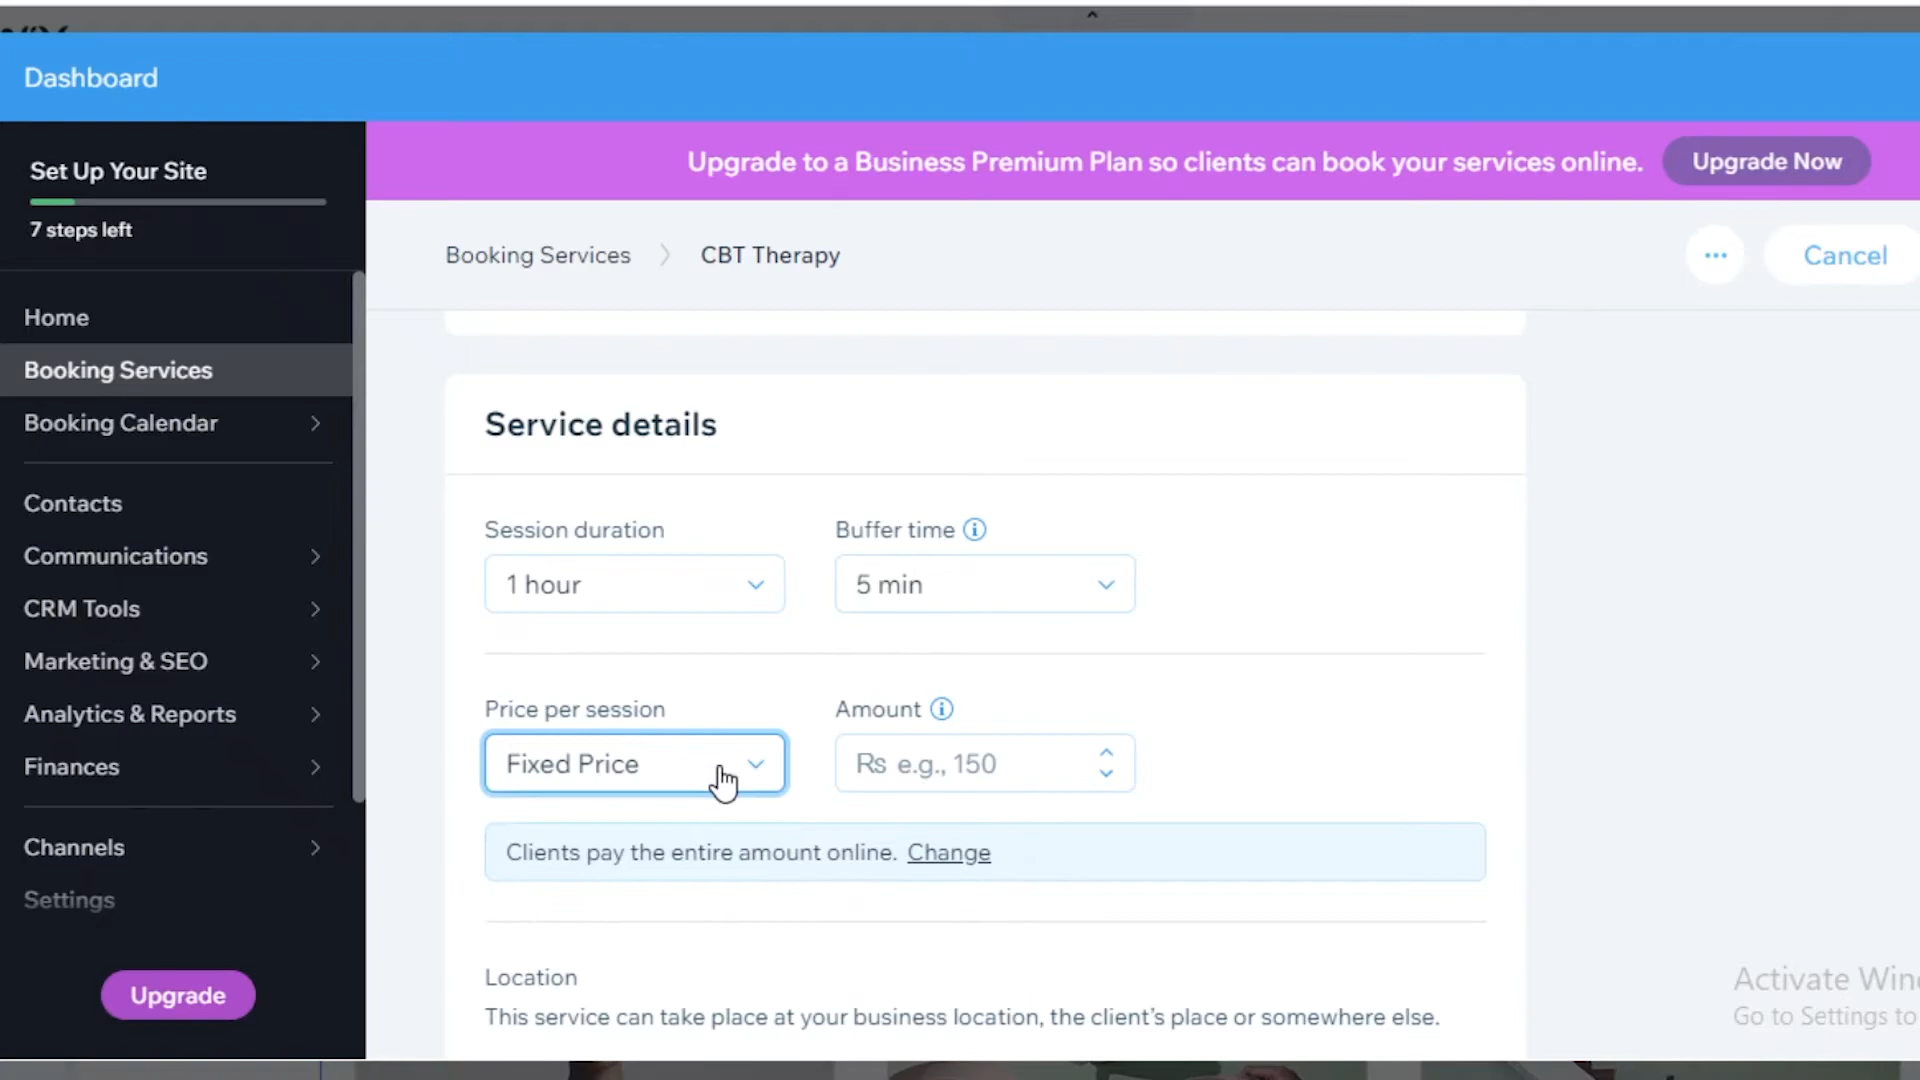 Dashboard
Set Up Your Site
7 steps left
Upgrade to a Business Premium Plan so clients can book your services online.
Upgrade Now
Booking Services
CBT Therapy
Cancel
Home
Booking Services
Booking Calendar
Contacts
Communications
CRM Tools
Marketing & SEO
Analytics & Reports
Finances
Channels
Settings
Upgrade
Service details
Session duration
Buffer time
1 hour
5 min
Price per session
Amount
Fixed Price
₨ e.g., 150
Clients pay the entire amount online. Change
Location
This service can take place at your business location, the client's place or somewhere else.
Activate
Go to Settings to